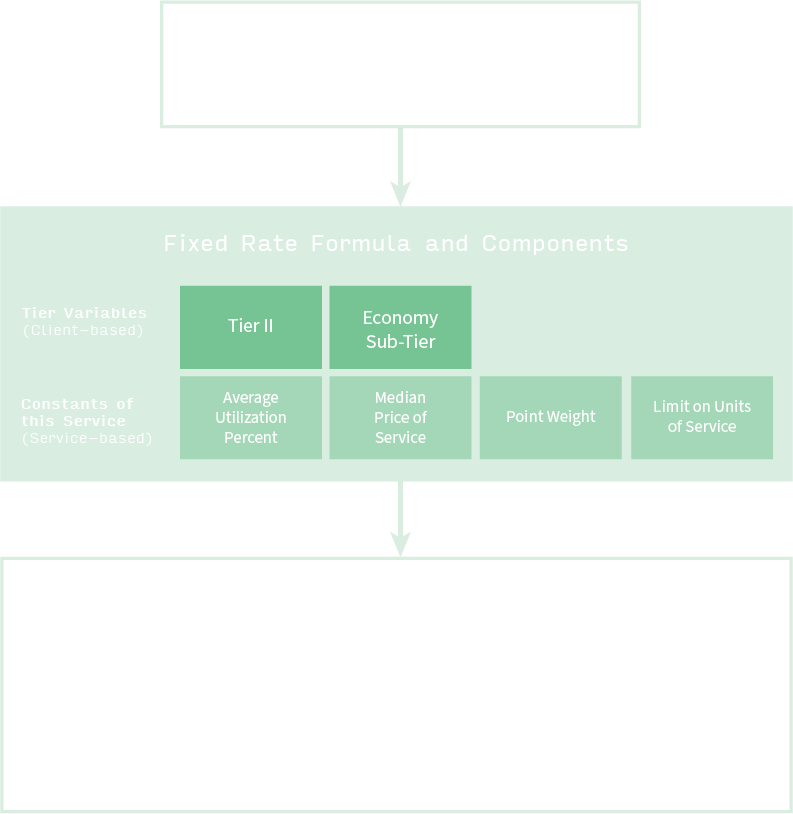 Fixed Rate Formula and Components
Tier Variables
(Client-based)
Tier II
Economy
Sub-Tier
Constants of
this Service
(Service-based)
Average
Utilization
Percent
Median
Price of
Service
Point Weight
Limit on Units
of Service